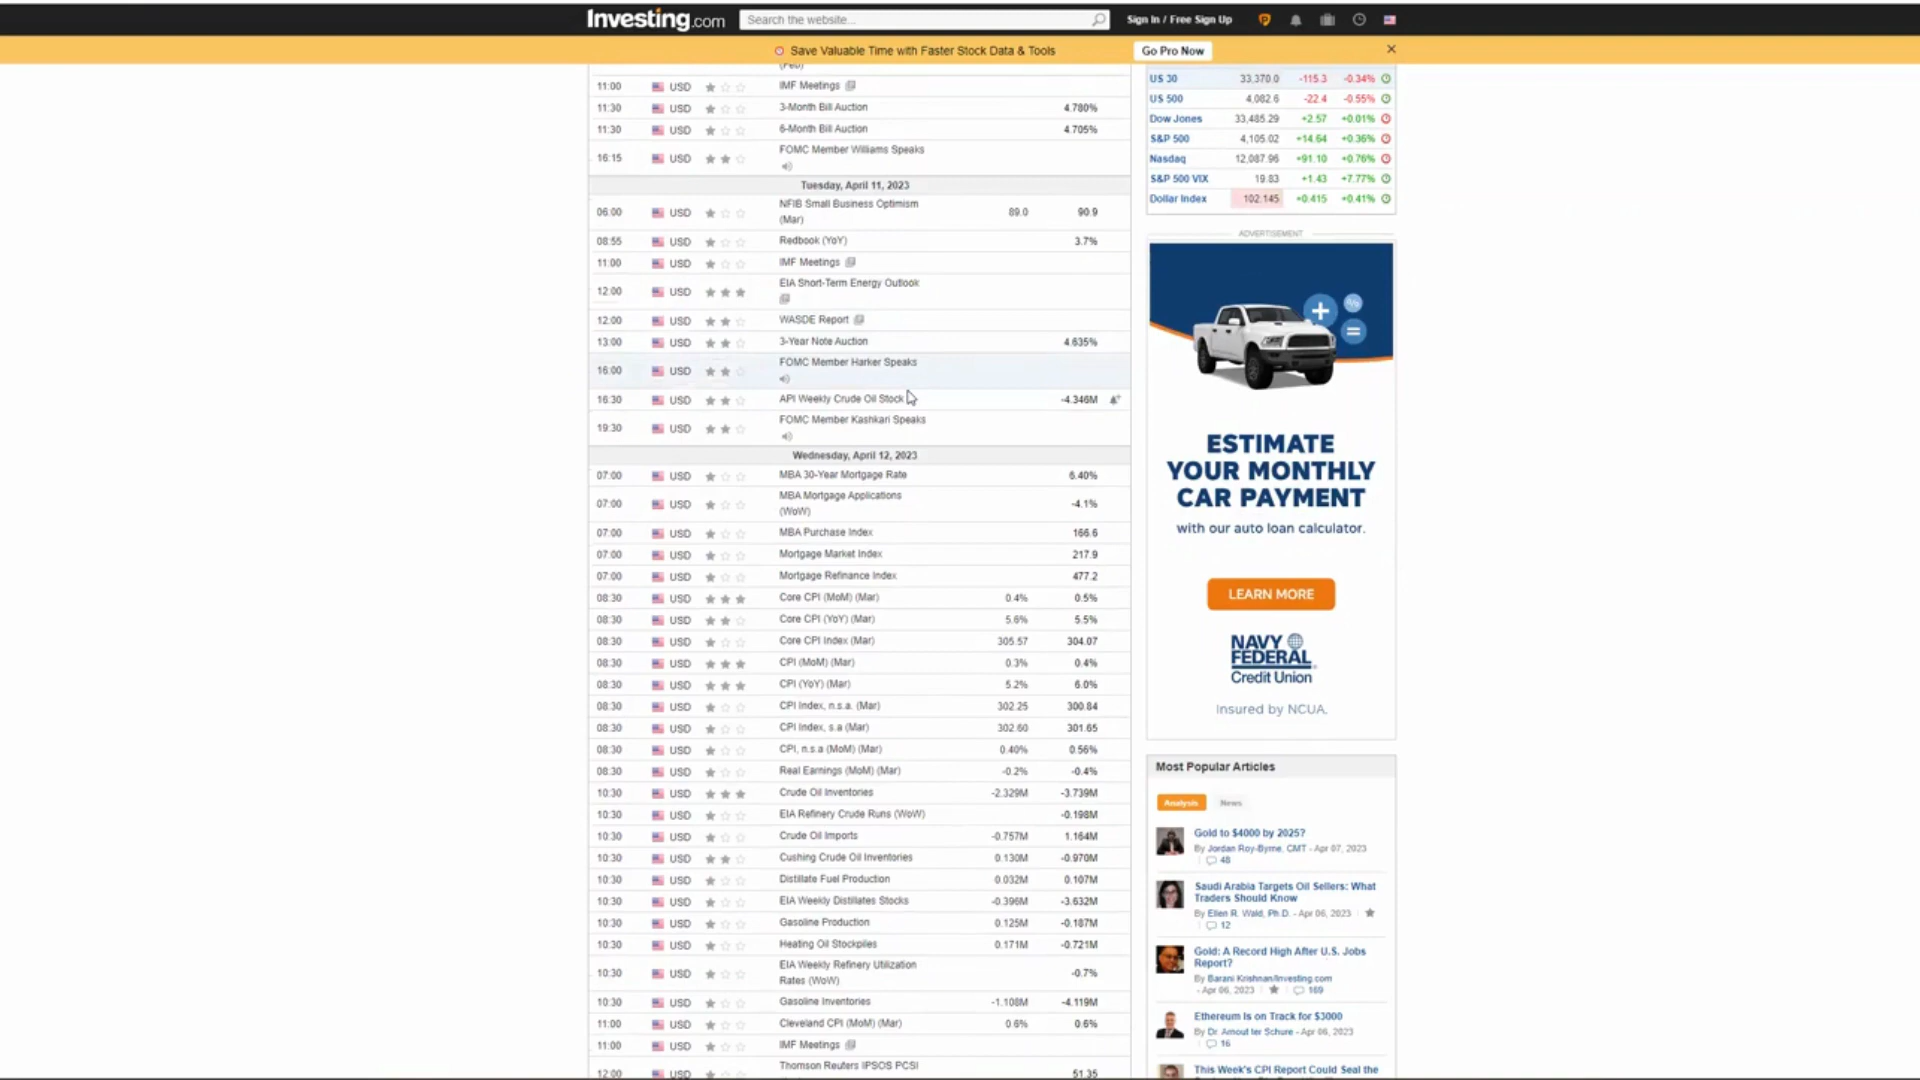 Investing.com
Search the website...
Sign In / Free Sign Up
Save Valuable Time with Faster Stock Data & Tools
Go Pro Now
(Feb)
11:00 USD IMF Meetings
11:30 USD 3-Month Bill Auction 4.780%
11:30 USD 6-Month Bill Auction 4.705%
16:15 USD FOMC Member Williams Speaks
Tuesday, April 11, 2023
06:00 USD NFIB Small Business Optimism (Mar) 89.0 90.9
08:55 USD Redbook (YoY) 3.7%
11:00 USD IMF Meetings
12:00 USD EIA Short-Term Energy Outlook
12:00 USD WASDE Report
13:00 USD 3-Year Note Auction 4.635%
16:00 USD FOMC Member Harker Speaks
16:30 USD API Weekly Crude Oil Stock -4.346M
19:30 USD FOMC Member Kashkari Speaks
Wednesday, April 12, 2023
07:00 USD MBA 30-Year Mortgage Rate 6.40%
07:00 USD MBA Mortgage Applications (WoW) -4.1%
07:00 USD MBA Purchase Index 166.6
07:00 USD Mortgage Market Index 217.9
07:00 USD Mortgage Refinance Index 477.2
08:30 USD Core CPI (MoM) (Mar) 0.4% 0.5%
08:30 USD Core CPI (YoY) (Mar) 5.6% 5.5%
08:30 USD Core CPI Index (Mar) 305.57 304.07
08:30 USD CPI (MoM) (Mar) 0.3% 0.4%
08:30 USD CPI (YoY) (Mar) 5.2% 6.0%
08:30 USD CPI Index, n.s.a. (Mar) 302.25 300.84
08:30 USD CPI Index, s.a (Mar) 302.60 301.65
08:30 USD CPI, n.s.a (MoM) (Mar) 0.40% 0.56%
08:30 USD Real Earnings (MoM) (Mar) -0.2% -0.4%
10:30 USD Crude Oil Inventories -2.329M -3.739M
10:30 USD EIA Refinery Crude Runs (WoW) -0.198M
10:30 USD Crude Oil Imports -0.757M 1.164M
10:30 USD Cushing Crude Oil Inventories 0.130M -0.970M
10:30 USD Distillate Fuel Production 0.032M 0.107M
10:30 USD EIA Weekly Distillates Stocks -0.396M -3.632M
10:30 USD Gasoline Production 0.125M -0.187M
10:30 USD Heating Oil Stockpiles 0.171M -0.721M
10:30 USD EIA Weekly Refinery Utilization Rates (WoW) -0.7%
10:30 USD Gasoline Inventories -1.108M -4.119M
11:00 USD Cleveland CPI (MoM) (Mar) 0.6% 0.6%
11:00 USD IMF Meetings
12:00 USD Thomson Reuters IPSOS PCSI 51.35
US 30 33,370.0 -115.3 -0.34%
US 500 4,082.6 -22.4 -0.55%
Dow Jones 33,485.29 +2.57 +0.01%
S&P 500 4,105.02 +14.64 +0.36%
Nasdaq 12,087.96 +91.10 +0.76%
S&P 500 VIX 19.83 +1.43 +7.77%
Dollar Index 102.145 +0.415 +0.41%
ADVERTISEMENT
ESTIMATE
YOUR MONTHLY
CAR PAYMENT
with our auto loan calculator.
LEARN MORE
NAVY
FEDERAL
Credit Union
Insured by NCUA.
Most Popular Articles
Analysis News
Gold to $4000 by 2025?
By Jordan Roy-Byrne, CMT - Apr 07, 2023
48
Saudi Arabia Targets Oil Sellers: What
Traders Should Know
By Ellen R. Wald, Ph.D. - Apr 06, 2023
12
Gold: A Record High After U.S. Jobs
Report?
By Barani Krishnan/Investing.com
- Apr 06, 2023 169
Ethereum Is on Track for $3000
By Dr. Arnout ter Schure - Apr 06, 2023
16
This Week's CPI Report Could Seal the